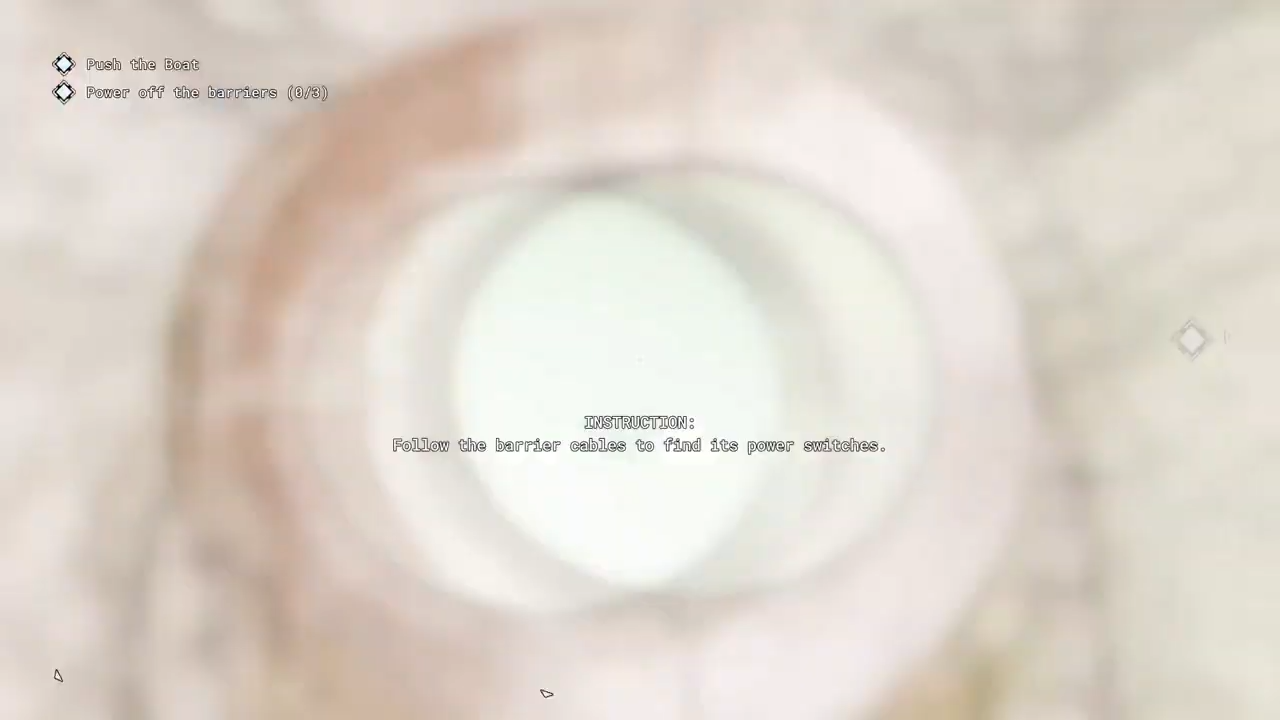 Push the Boat
Power off the barriers (0/3)
INSTRUCTION:
Follow the barrier cables to find its power switches.